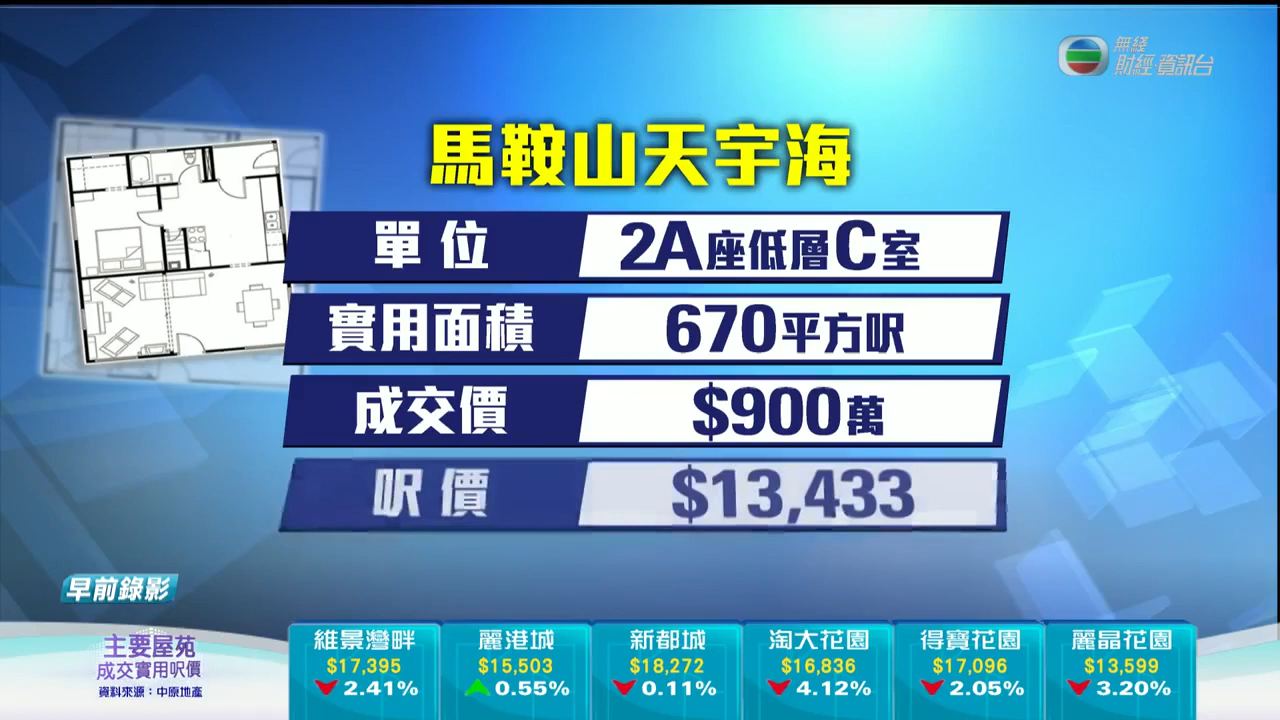 無綫
財經·資訊台
馬鞍山天宇海
單位 2A座低層C室
實用面積 670平方呎
成交價 $900萬
呎價 $13,433
早前錄影
主要屋苑
成交實用呎價
資料來源：中原地產
維景灣畔 麗港城 新都城 淘大花園 得寶花園 麗晶花園
$17,395 $15,503 $18,272 $16,836 $17,096 $13,599
2.41% 0.55% 0.11% 4.12% 2.05% 3.20%